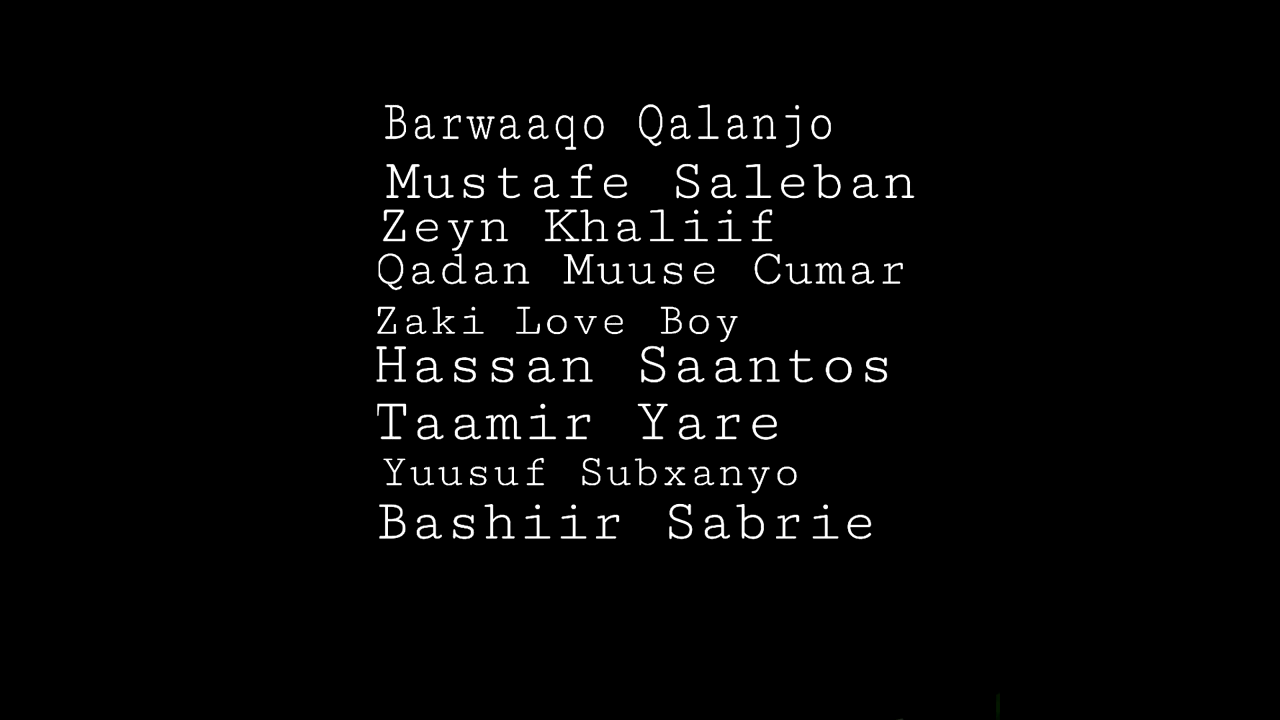 Barwaaqo Qalanjo
Mustafe Saleban
Zeyn Khaliif
Qadan Muuse Cumar
Zaki Love Boy
Hassan Saantos
Taamir Yare
Yuusuf Subxanyo
Bashiir Sabrie